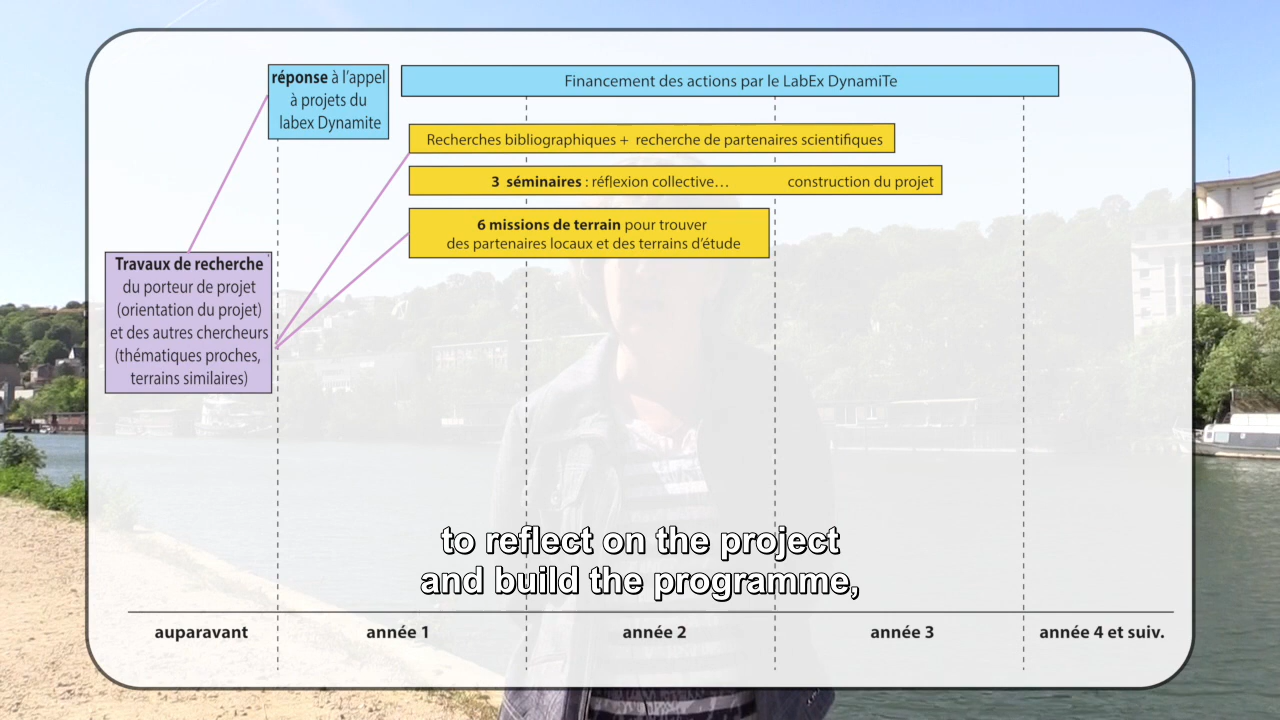 réponse à l'appel
à projets du
labex Dynamite
Financement des actions par le LabEx DynamiTe
Recherches bibliographiques + recherche de partenaires scientifiques
3 séminaires : réflexion collective… construction du projet
6 missions de terrain pour trouver
des partenaires locaux et des terrains d'étude
Travaux de recherche
du porteur de projet
(orientation du projet)
et des autres chercheurs
(thématiques proches,
terrains similaires)
to reflect on the project
and build the programme,
auparavant
année 1
année 2
année 3
année 4 et suiv.